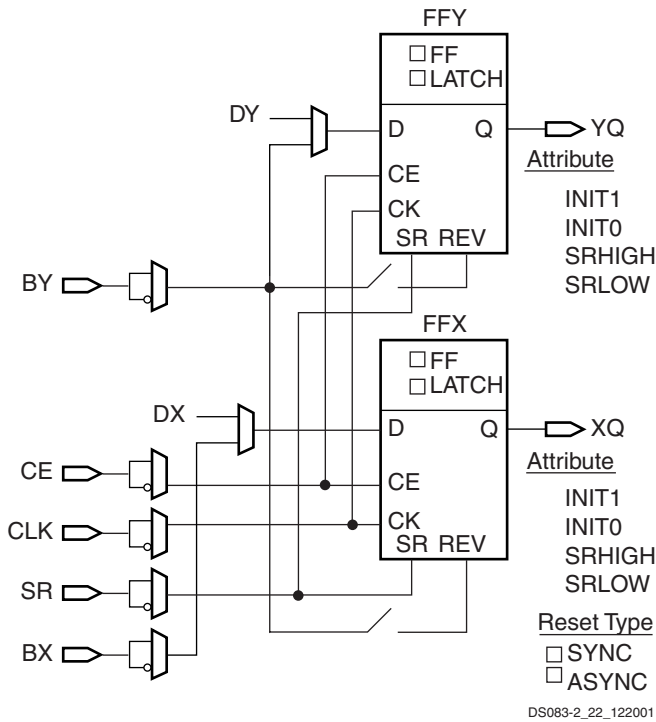 FFY
FF
LATCH
DY
D Q YQ
Attribute
CE
INIT1
CK
INIT0
SR REV
SRHIGH
BY
SRLOW
FFX
FF
LATCH
DX
D Q XQ
Attribute
CE
CE
INIT1
CLK
CK
INIT0
SR REV
SRHIGH
SR
SRLOW
Reset Type
BX
SYNC
ASYNC
DS083-2_22_122001